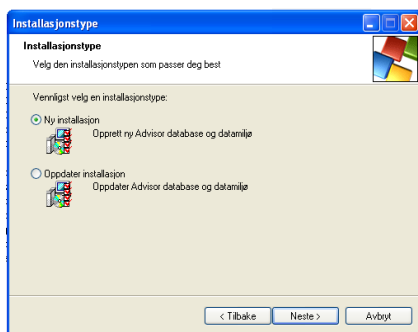 Installasjonstype
Installasjonstype
Velg den installasjonstypen som passer deg best
Vennligst velg en installasjonstype:
Ny installasjon
Opprett ny Advisor database og datamiljø
Oppdater installasjon
Oppdater Advisor database og datamiljø
< Tilbake
Neste >
Avbryt